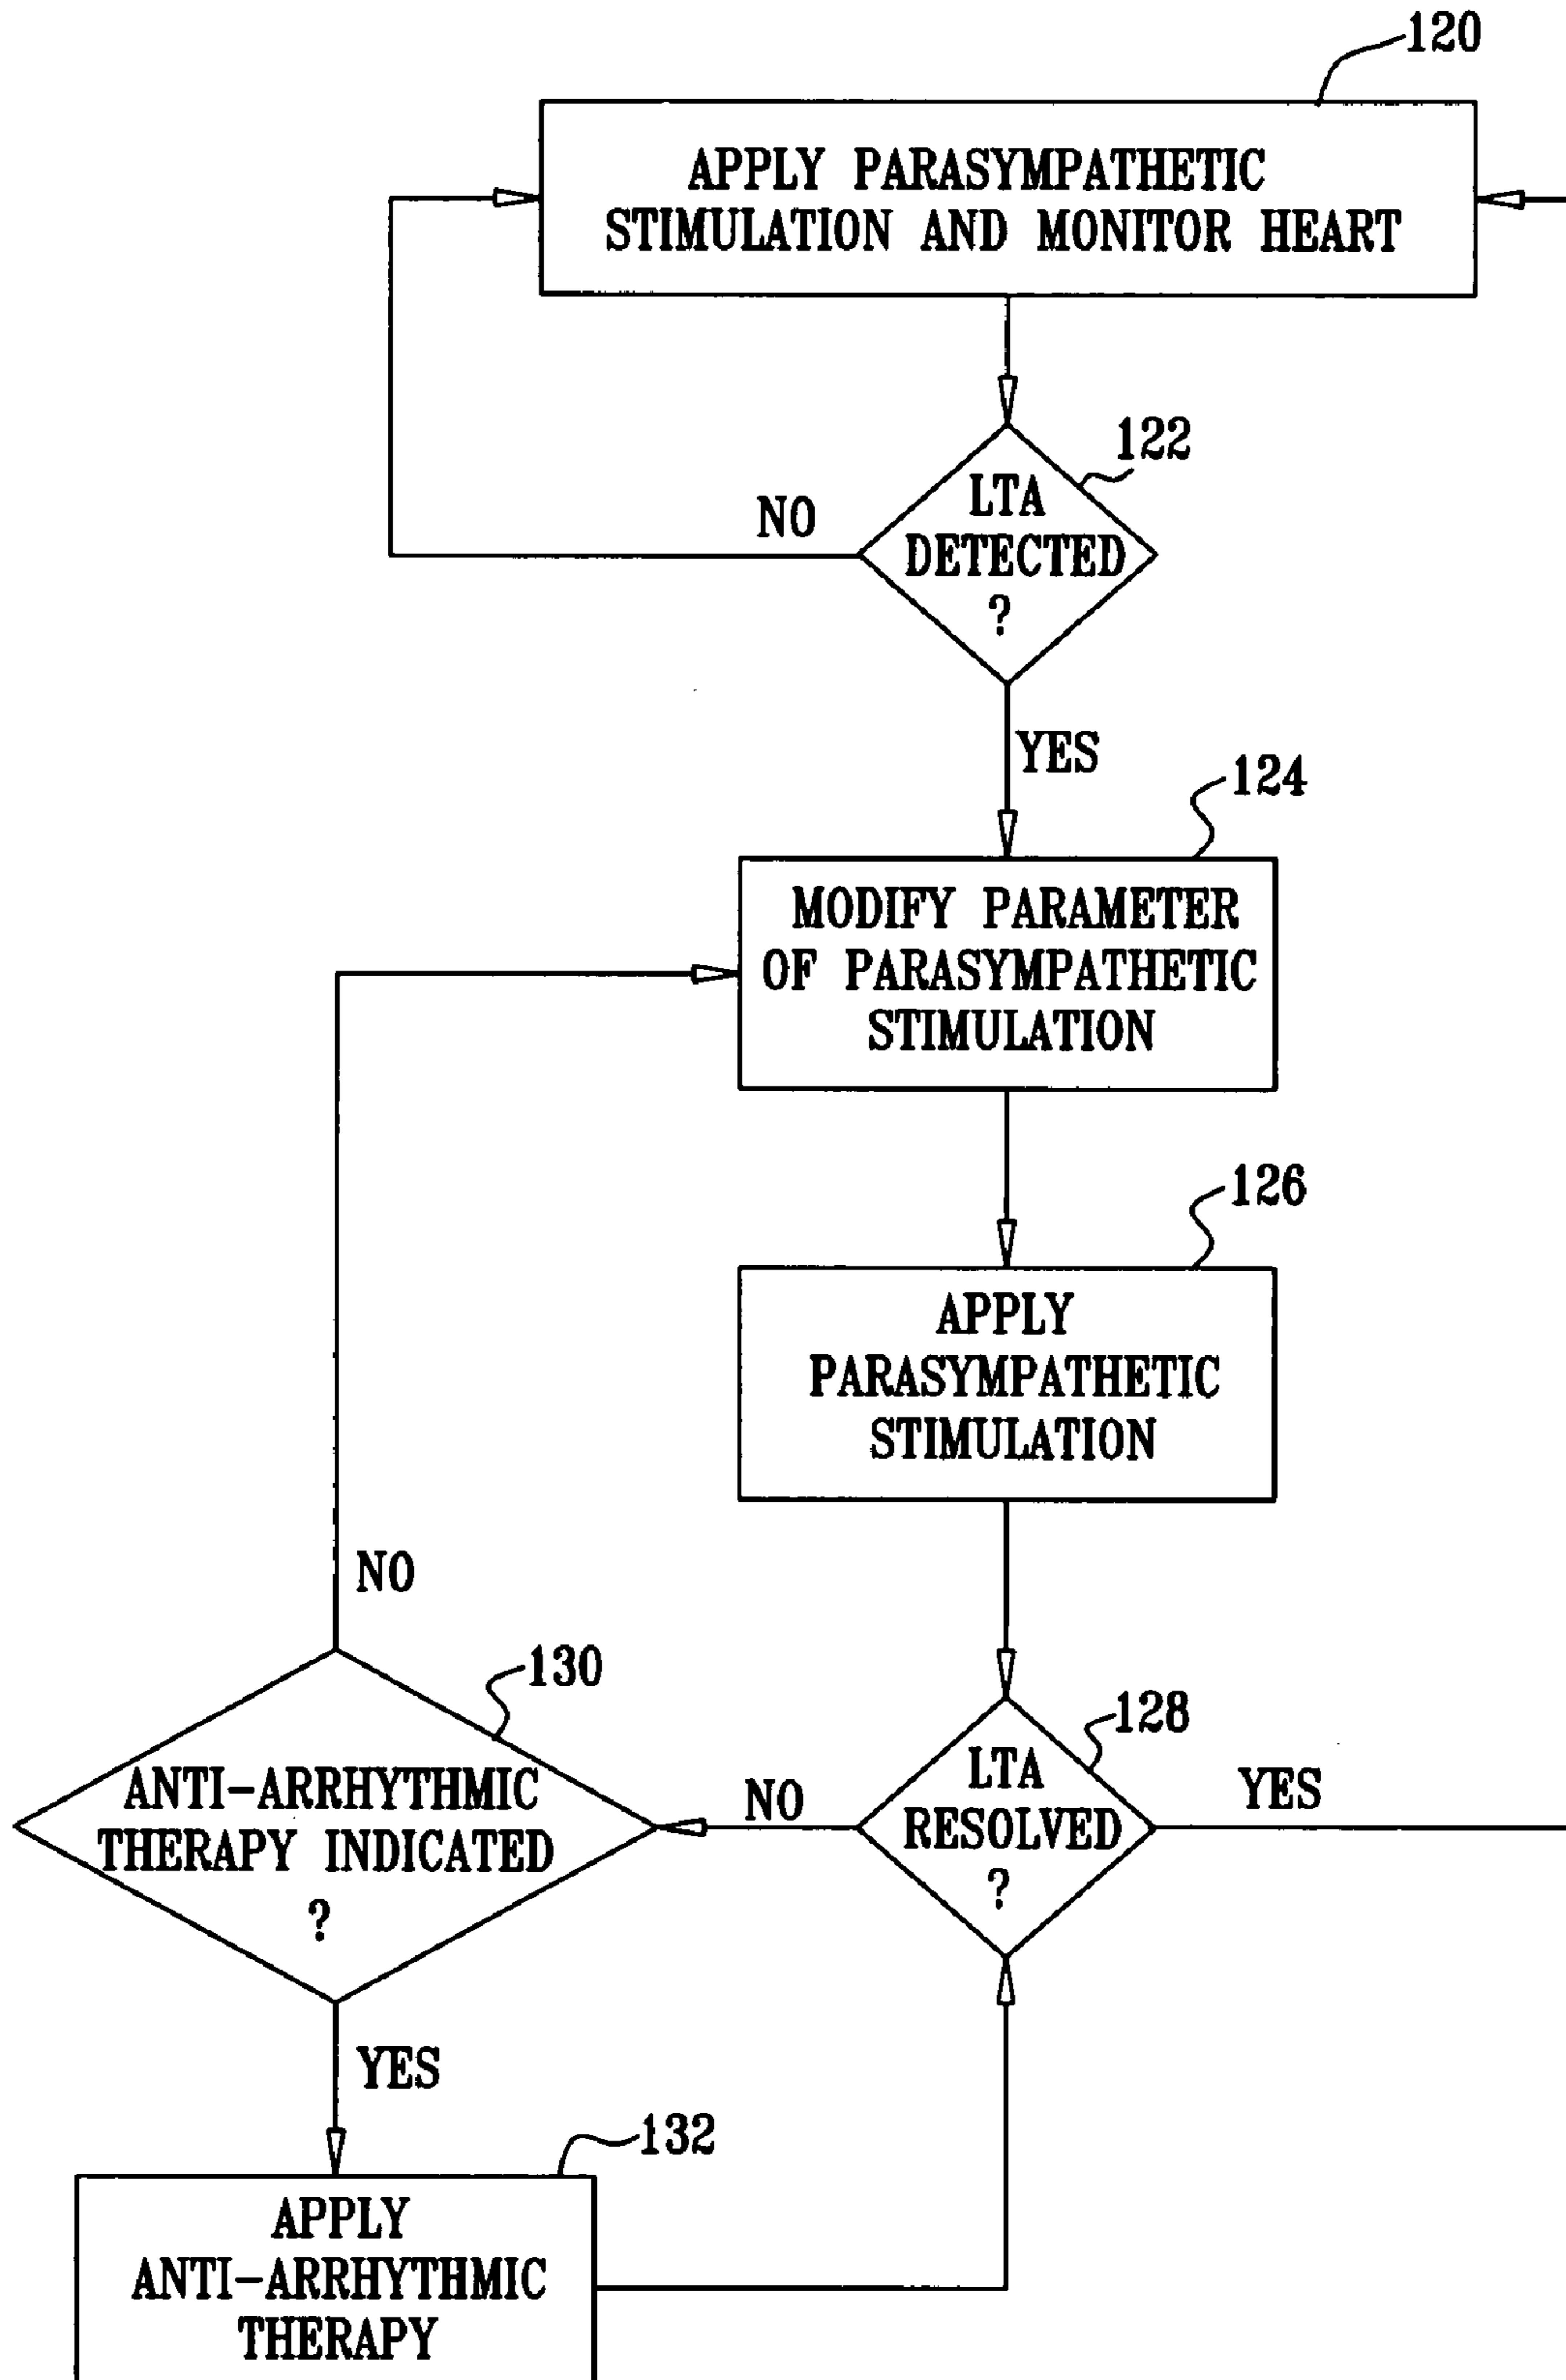 120
APPLY PARASYMPATHETIC
STIMULATION AND MONITOR HEART
122
LTA
DETECTED
?
NO
YES
124
MODIFY PARAMETER
OF PARASYMPATHETIC
STIMULATION
126
APPLY
PARASYMPATHETIC
STIMULATION
NO
130
ANTI-ARRHYTHMIC
THERAPY INDICATED
?
NO
128
LTA
RESOLVED
?
YES
YES
132
APPLY
ANTI-ARRHYTHMIC
THERAPY